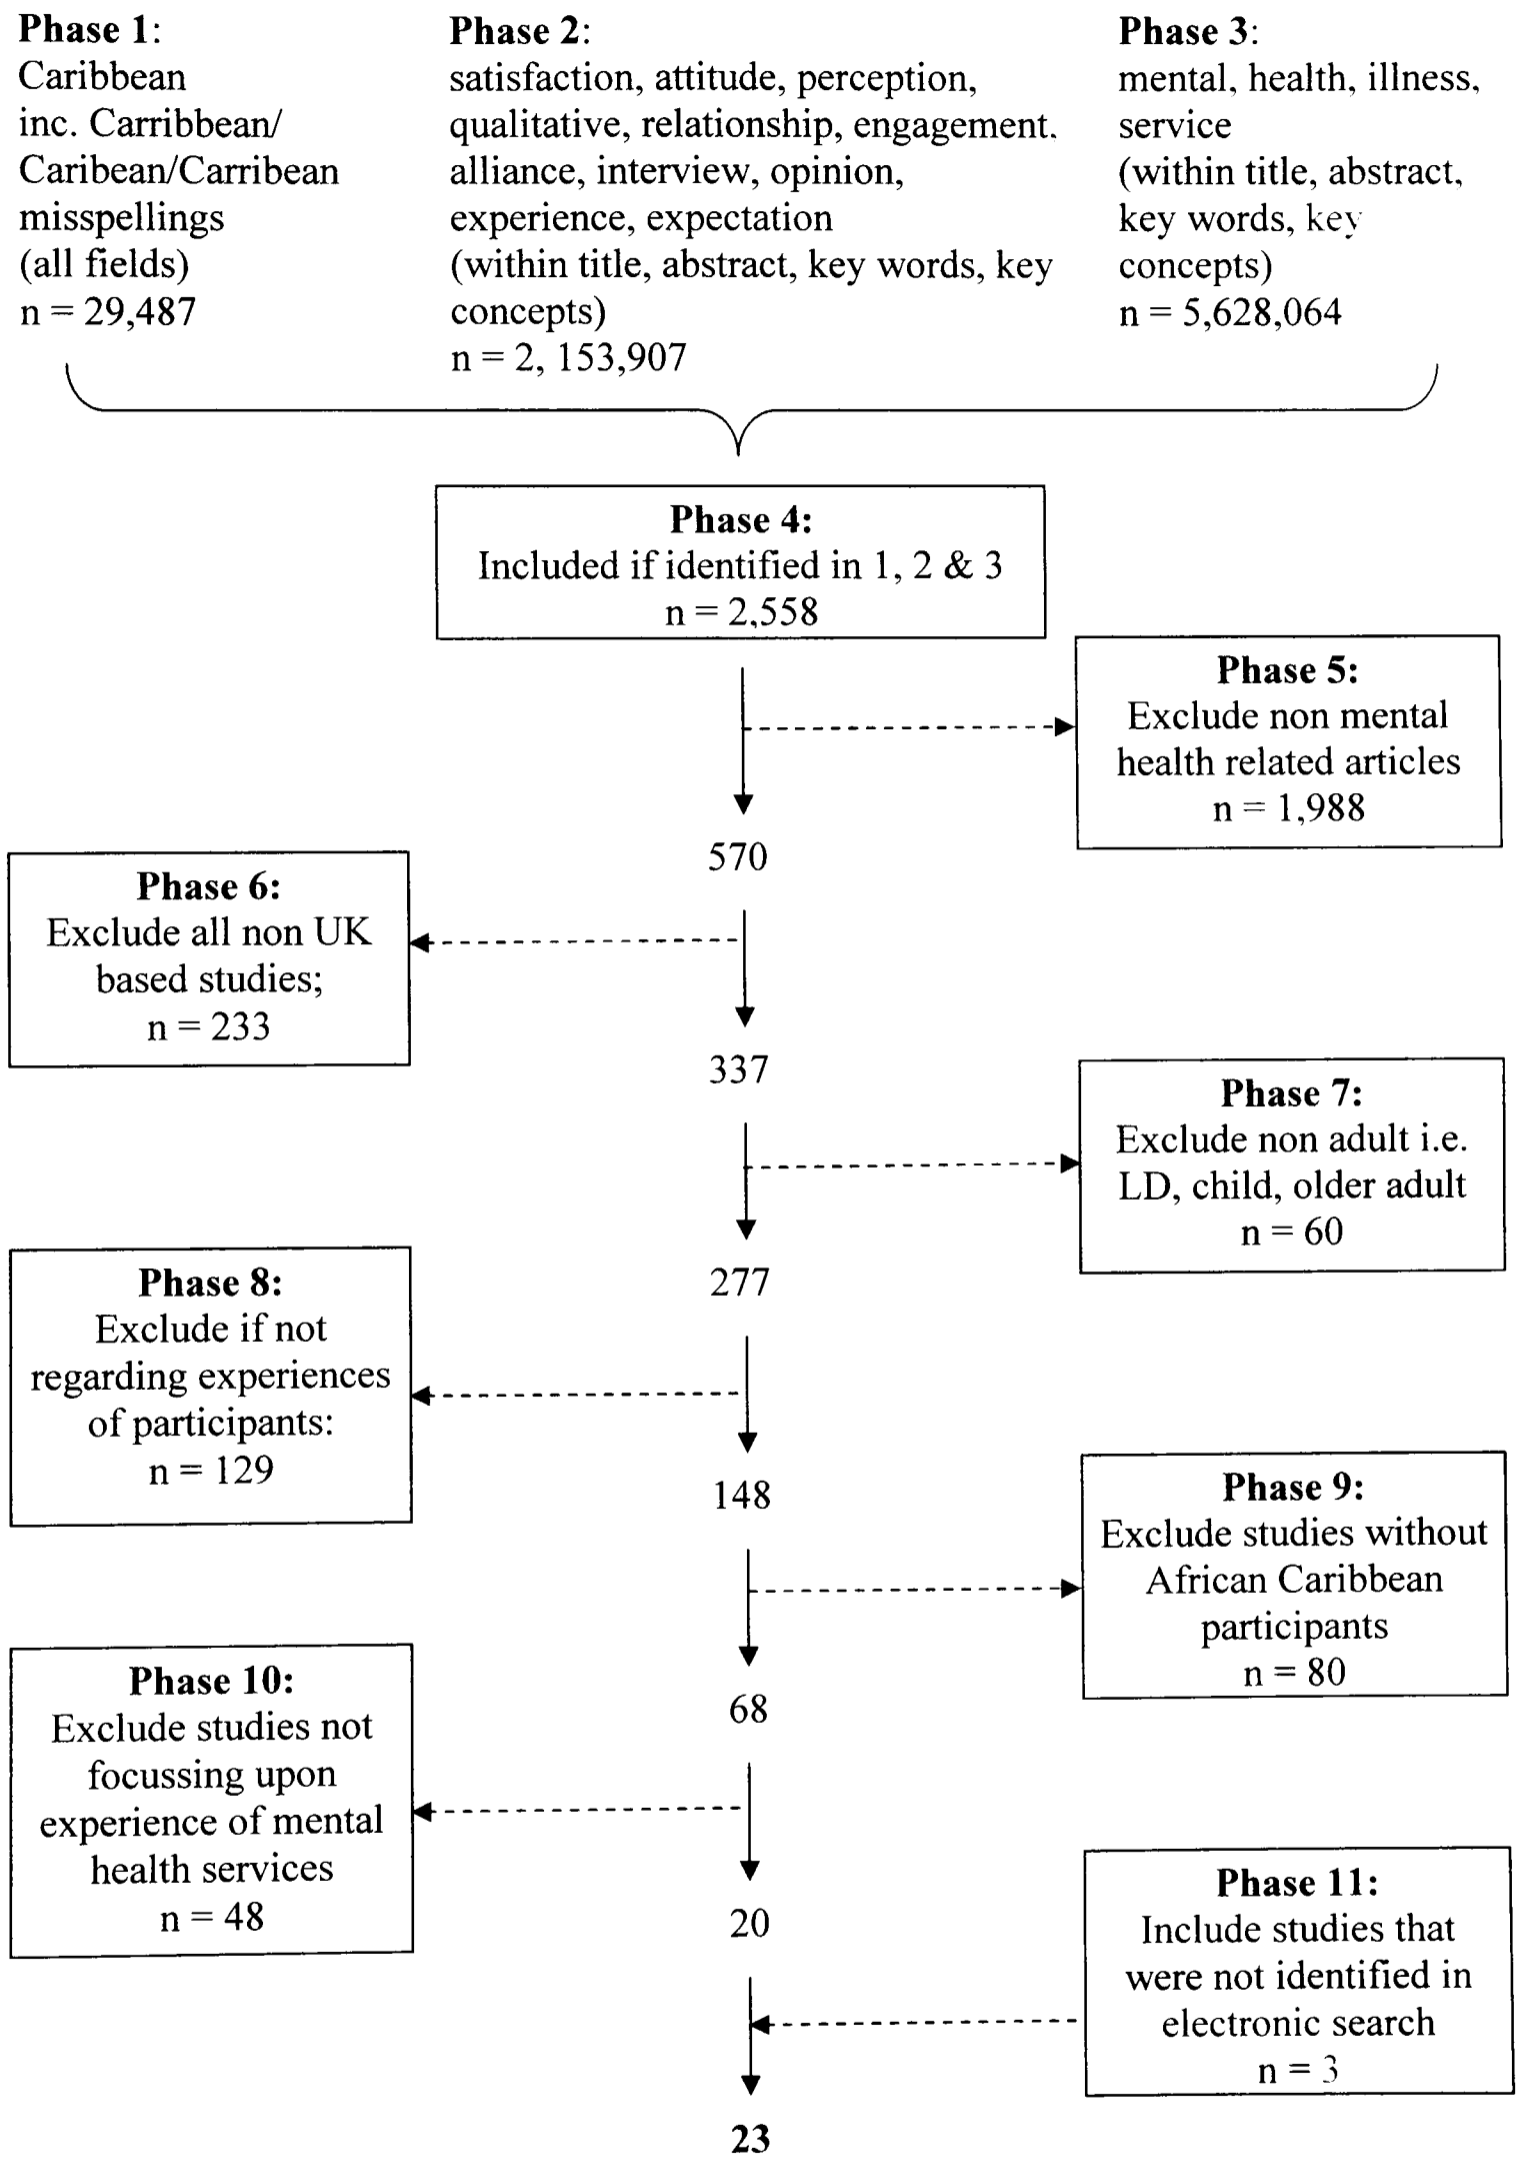 Phase 1:
Caribbean
inc. Carribbean/
Caribean/Carribean
misspellings
(all fields)
n = 29,487
Phase 2:
satisfaction, attitude, perception,
qualitative, relationship, engagement.
alliance, interview, opinion,
experience, expectation
(within title, abstract, key words, key
concepts)
n = 2, 153,907
Phase 3:
mental, health, illness,
service
(within title, abstract,
key words, key
concepts)
n = 5,628,064
Phase 4:
Included if identified in 1, 2 & 3
n = 2,558
Phase 5:
Exclude non mental
health related articles
n = 1,988
570
Phase 6:
Exclude all non UK
based studies;
n = 233
337
Phase 7:
Exclude non adult i.e.
LD, child, older adult
n = 60
277
Phase 8:
Exclude if not
regarding experiences
of participants:
n = 129
148
Phase 9:
Exclude studies without
African Caribbean
participants
n = 80
68
Phase 10:
Exclude studies not
focussing upon
experience of mental
health services
n = 48
20
Phase 11:
Include studies that
were not identified in
electronic search
n = 3
23